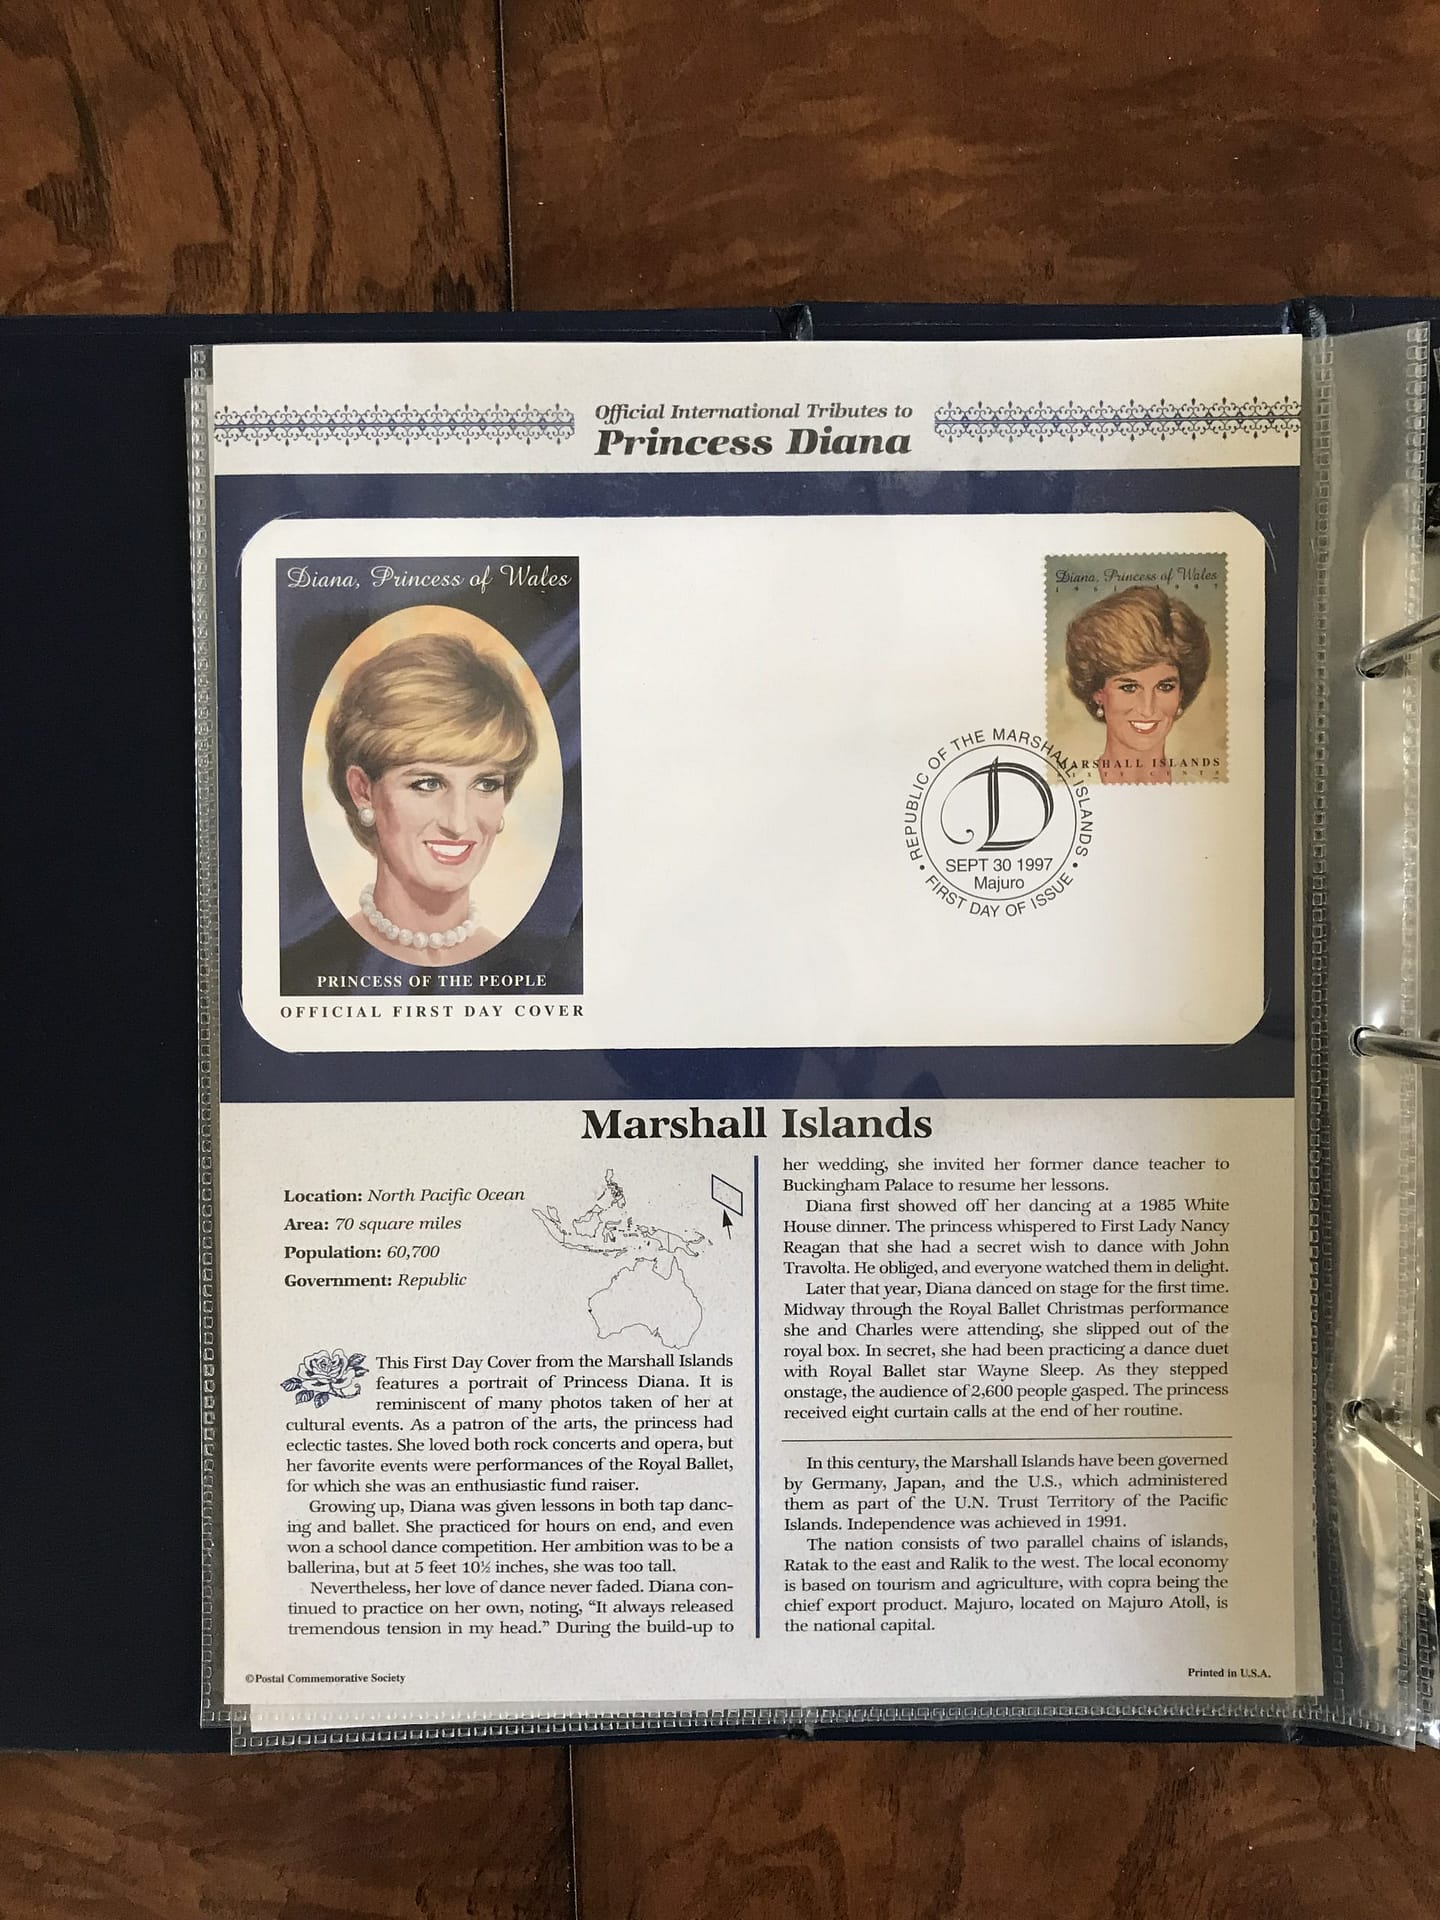 Official International Tributes to
Princess Diana
Diana, Princess of Wales
PRINCESS OF THE PEOPLE
OFFICIAL FIRST DAY COVER
Diana, Princess of Wales
1961 1997
MARSHALL ISLANDS
SIXTY CENTS
REPUBLIC OF THE MARSHALL ISLANDS
D
SEPT 30 1997
Majuro
• FIRST DAY OF ISSUE •
Marshall Islands
Location: North Pacific Ocean
Area: 70 square miles
Population: 60,700
Government: Republic
This First Day Cover from the Marshall Islands
features a portrait of Princess Diana. It is
reminiscent of many photos taken of her at
cultural events. As a patron of the arts, the princess had
eclectic tastes. She loved both rock concerts and opera, but
her favorite events were performances of the Royal Ballet,
for which she was an enthusiastic fund raiser.
Growing up, Diana was given lessons in both tap danc-
ing and ballet. She practiced for hours on end, and even
won a school dance competition. Her ambition was to be a
ballerina, but at 5 feet 10½ inches, she was too tall.
Nevertheless, her love of dance never faded. Diana con-
tinued to practice on her own, noting, “It always released
tremendous tension in my head.” During the build-up to
her wedding, she invited her former dance teacher to
Buckingham Palace to resume her lessons.
Diana first showed off her dancing at a 1985 White
House dinner. The princess whispered to First Lady Nancy
Reagan that she had a secret wish to dance with John
Travolta. He obliged, and everyone watched them in delight.
Later that year, Diana danced on stage for the first time.
Midway through the Royal Ballet Christmas performance
she and Charles were attending, she slipped out of the
royal box. In secret, she had been practicing a dance duet
with Royal Ballet star Wayne Sleep. As they stepped
onstage, the audience of 2,600 people gasped. The princess
received eight curtain calls at the end of her routine.
In this century, the Marshall Islands have been governed
by Germany, Japan, and the U.S., which administered
them as part of the U.N. Trust Territory of the Pacific
Islands. Independence was achieved in 1991.
The nation consists of two parallel chains of islands,
Ratak to the east and Ralik to the west. The local economy
is based on tourism and agriculture, with copra being the
chief export product. Majuro, located on Majuro Atoll, is
the national capital.
©Postal Commemorative Society
Printed in U.S.A.